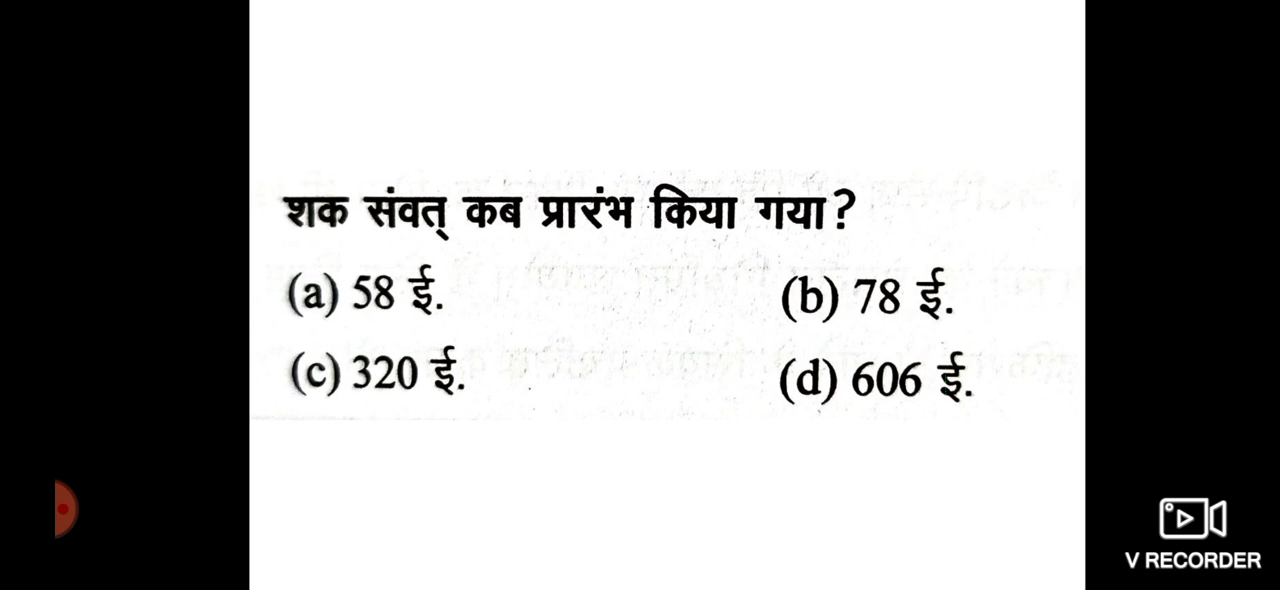 शक संवत् कब प्रारंभ किया गया?
(a) 58 ई. (b) 78 ई.
(c) 320 ई. (d) 606 ई.
V RECORDER